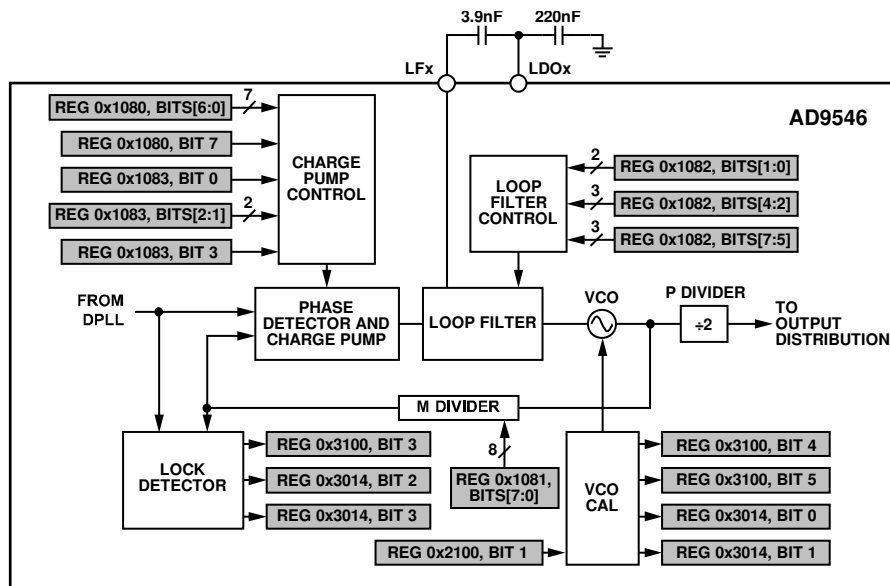 3.9nF
220nF
LFx
LDOx
AD9546
REG 0x1080, BITS[6:0]
7
REG 0x1080, BIT 7
REG 0x1083, BIT 0
REG 0x1083, BITS[2:1]
2
REG 0x1083, BIT 3
CHARGE
PUMP
CONTROL
LOOP
FILTER
CONTROL
2
REG 0x1082, BITS[1:0]
3
REG 0x1082, BITS[4:2]
3
REG 0x1082, BITS[7:5]
FROM
DPLL
PHASE
DETECTOR AND
CHARGE PUMP
LOOP FILTER
VCO
P DIVIDER
÷2
TO
OUTPUT
DISTRIBUTION
M DIVIDER
8
REG 0x1081,
BITS[7:0]
LOCK
DETECTOR
REG 0x3100, BIT 3
REG 0x3014, BIT 2
REG 0x3014, BIT 3
VCO
CAL
REG 0x3100, BIT 4
REG 0x3100, BIT 5
REG 0x3014, BIT 0
REG 0x3014, BIT 1
REG 0x2100, BIT 1